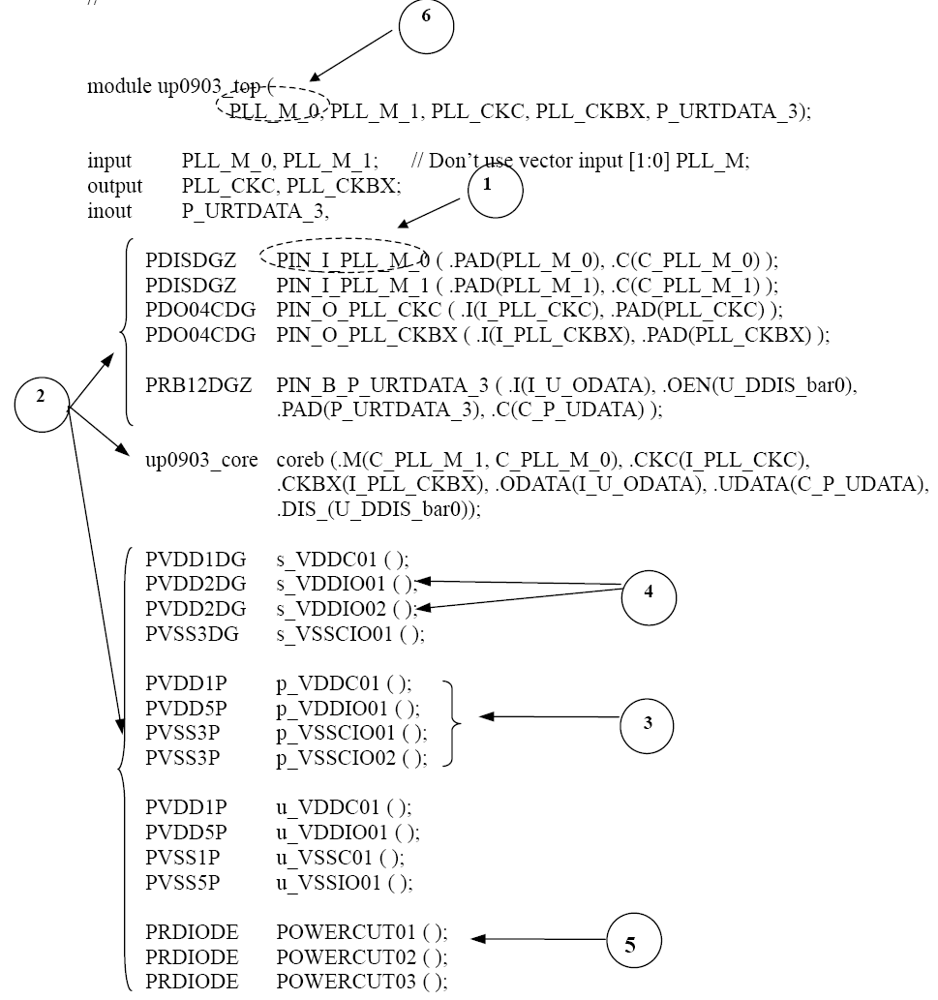 //
6
module up0903_top (
PLL_M_0, PLL_M_1, PLL_CKC, PLL_CKBX, P_URTDATA_3);
input PLL_M_0, PLL_M_1; // Don't use vector input [1:0] PLL_M;
output PLL_CKC, PLL_CKBX;
1
inout P_URTDATA_3,
PDISDGZ PIN_I_PLL_M_0 ( .PAD(PLL_M_0), .C(C_PLL_M_0) );
PDISDGZ PIN_I_PLL_M_1 ( .PAD(PLL_M_1), .C(C_PLL_M_1) );
PDO04CDG PIN_O_PLL_CKC ( .I(I_PLL_CKC), .PAD(PLL_CKC) );
PDO04CDG PIN_O_PLL_CKBX ( .I(I_PLL_CKBX), .PAD(PLL_CKBX) );
PRB12DGZ PIN_B_P_URTDATA_3 ( .I(I_U_ODATA), .OEN(U_DDIS_bar0),
2
.PAD(P_URTDATA_3), .C(C_P_UDATA) );
up0903_core coreb (.M(C_PLL_M_1, C_PLL_M_0), .CKC(I_PLL_CKC),
.CKBX(I_PLL_CKBX), .ODATA(I_U_ODATA), .UDATA(C_P_UDATA),
.DIS_(U_DDIS_bar0));
PVDD1DG s_VDDC01 ( );
PVDD2DG s_VDDIO01 ( );
4
PVDD2DG s_VDDIO02 ( );
PVSS3DG s_VSSCIO01 ( );
PVDD1P p_VDDC01 ( );
PVDD5P p_VDDIO01 ( );
3
PVSS3P p_VSSCIO01 ( );
PVSS3P p_VSSCIO02 ( );
PVDD1P u_VDDC01 ( );
PVDD5P u_VDDIO01 ( );
PVSS1P u_VSSC01 ( );
PVSS5P u_VSSIO01 ( );
PRDIODE POWERCUT01 ( );
5
PRDIODE POWERCUT02 ( );
PRDIODE POWERCUT03 ( );